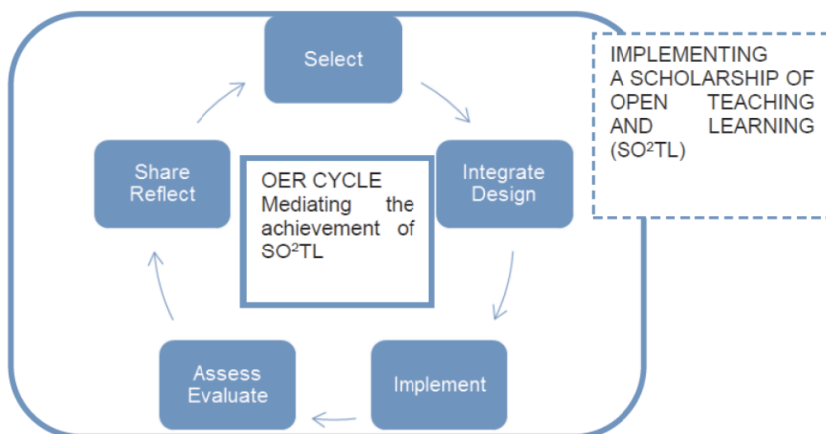 Select
IMPLEMENTING
A SCHOLARSHIP OF
OPEN TEACHING
AND LEARNING
(SO²TL)
Share
Reflect
OER CYCLE
Mediating the
achievement of
SO²TL
Integrate
Design
Assess
Evaluate
Implement